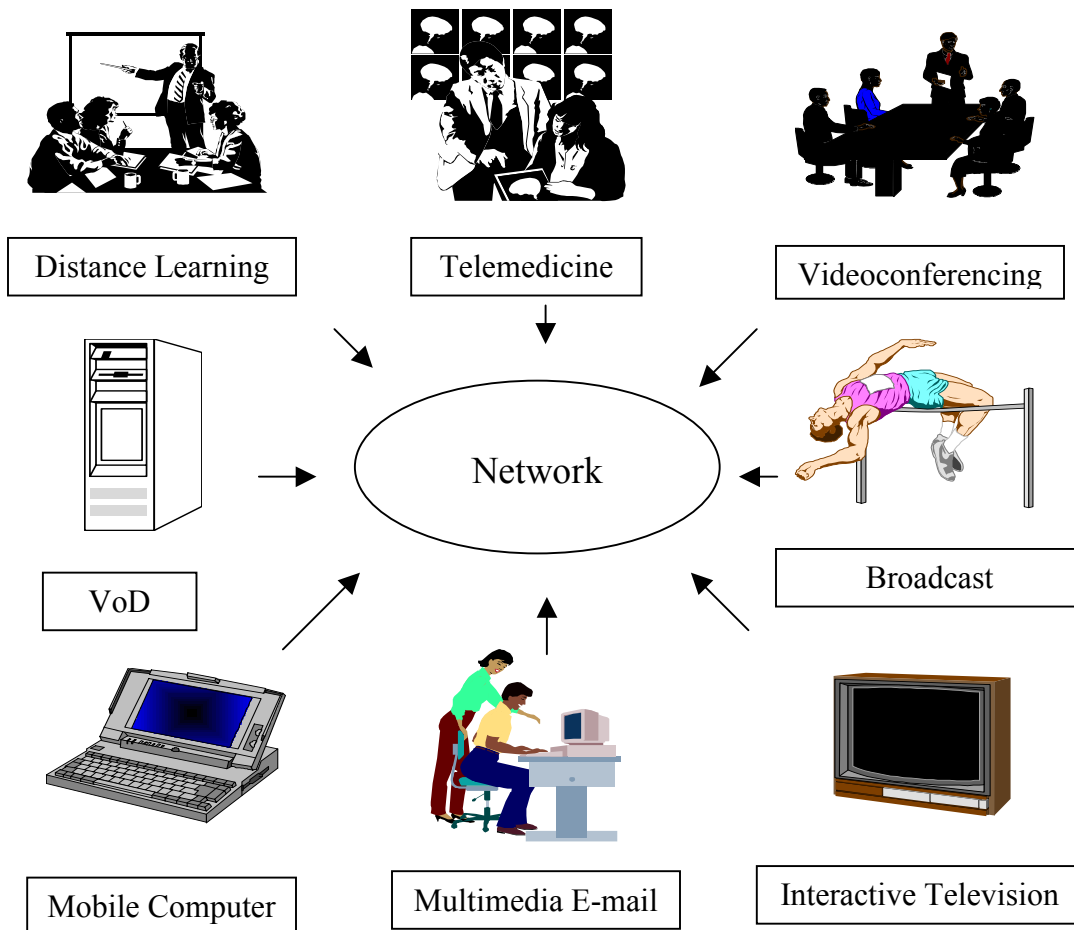 Distance Learning
Telemedicine
Videoconferencing
Network
VoD
Broadcast
Mobile Computer
Multimedia E-mail
Interactive Television